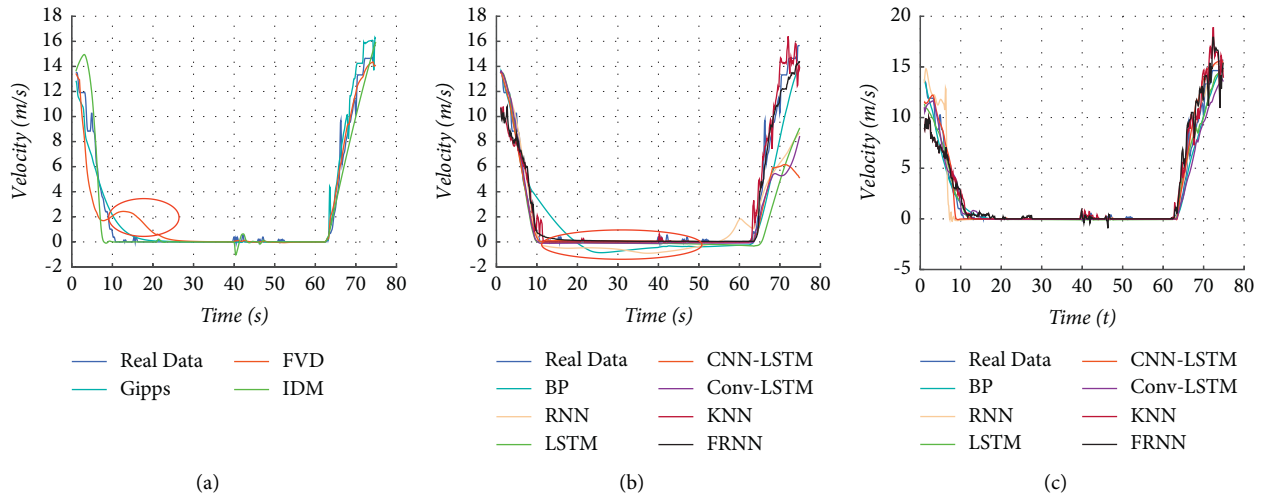 18
16
14
12
10
8
6
4
2
0
-2
Velocity (m/s)
0 10 20 30 40 50 60 70 80
Time (s)
Real Data FVD
Gipps IDM
(a)
18
16
14
12
10
8
6
4
2
0
-2
Velocity (m/s)
0 10 20 30 40 50 60 70 80
Time (s)
Real Data CNN-LSTM
BP Conv-LSTM
RNN KNN
LSTM FRNN
(b)
20
15
10
5
0
-5
Velocity (m/s)
0 10 20 30 40 50 60 70 80
Time (t)
Real Data CNN-LSTM
BP Conv-LSTM
RNN KNN
LSTM FRNN
(c)